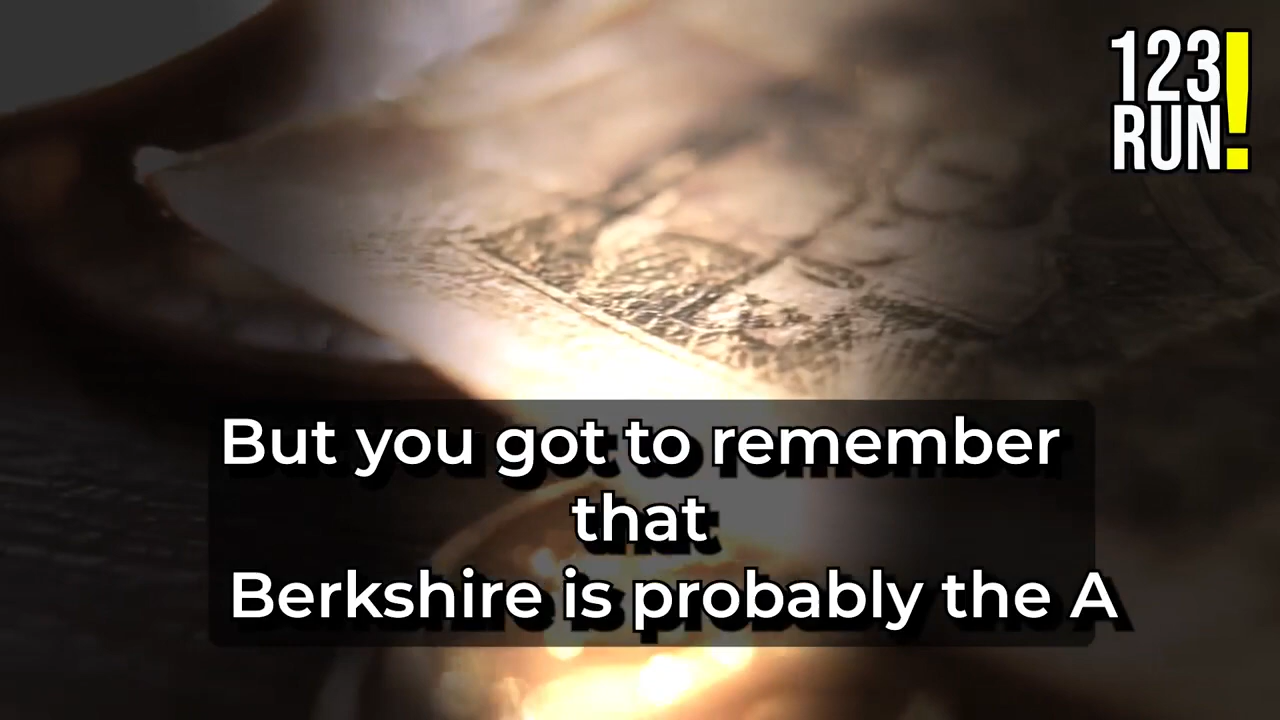 123
RUN!
But you got to remember
that
Berkshire is probably the A